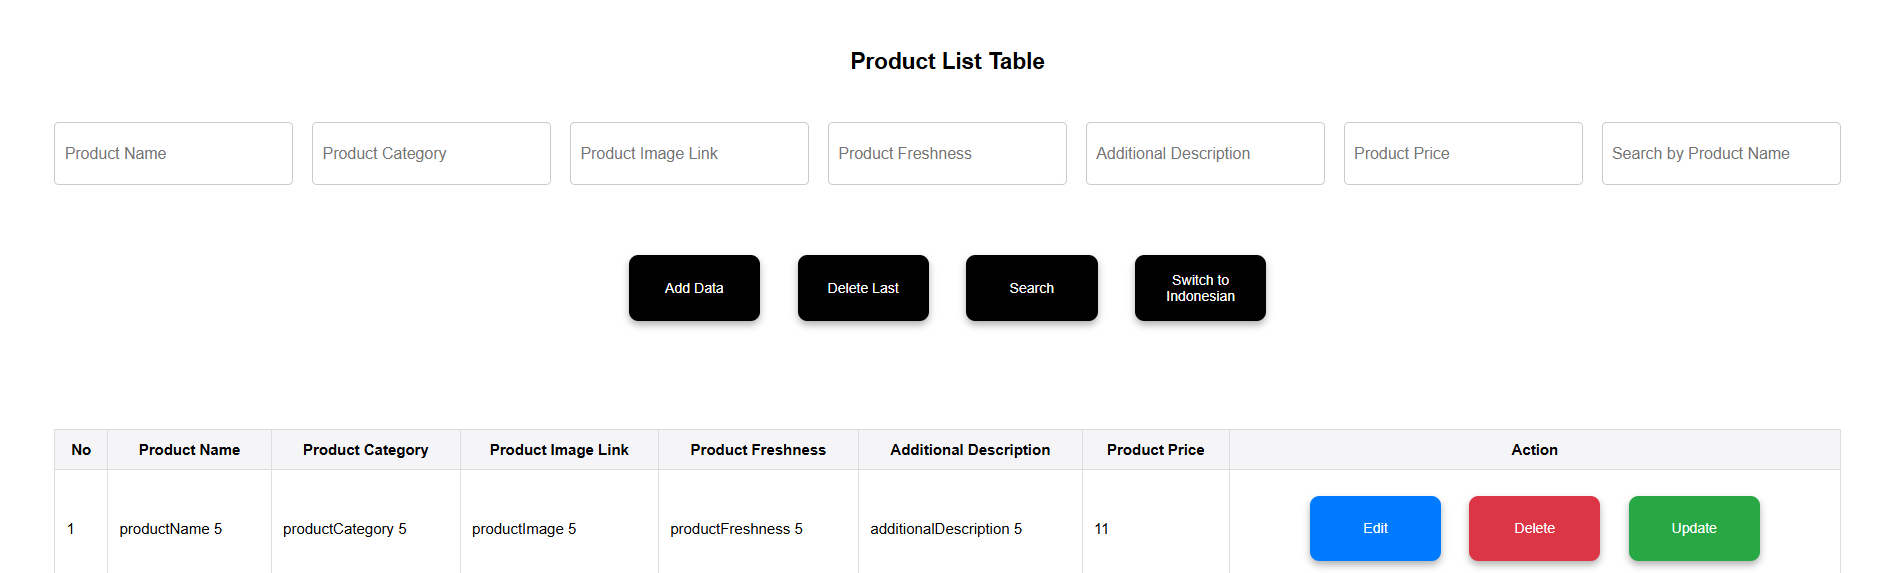 Product List Table
Product Name
Product Category
Product Image Link
Product Freshness
Additional Description
Product Price
Search by Product Name
Add Data
Delete Last
Search
Switch to
Indonesian
No Product Name Product Category Product Image Link Product Freshness Additional Description Product Price Action
1 productName 5 productCategory 5 productImage 5 productFreshness 5 additionalDescription 5 11 Edit Delete Update